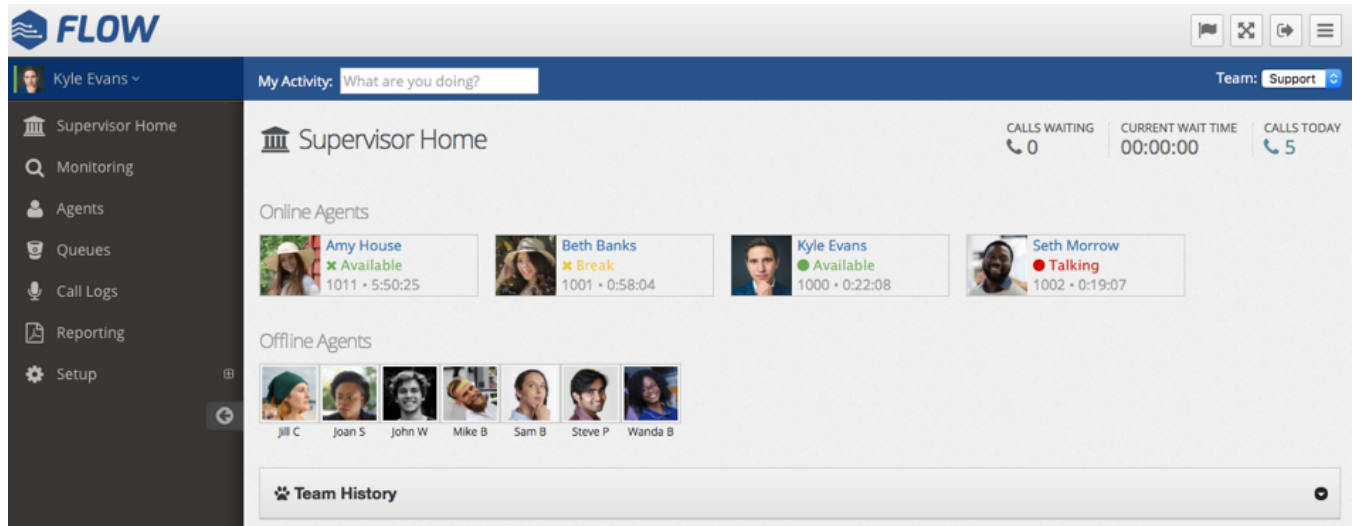 FLOW
Kyle Evans
My Activity: What are you doing?
Team: Support
Supervisor Home
Monitoring
Agents
Queues
Call Logs
Reporting
Setup
Supervisor Home
CALLS WAITING
0
CURRENT WAIT TIME
00:00:00
CALLS TODAY
5
Online Agents
Amy House
Available
1011 • 5:50:25
Beth Banks
Break
1001 • 0:58:04
Kyle Evans
Available
1000 • 0:22:08
Seth Morrow
Talking
1002 • 0:19:07
Offline Agents
Jill C
Joan S
John W
Mike B
Sam B
Steve P
Wanda B
Team History